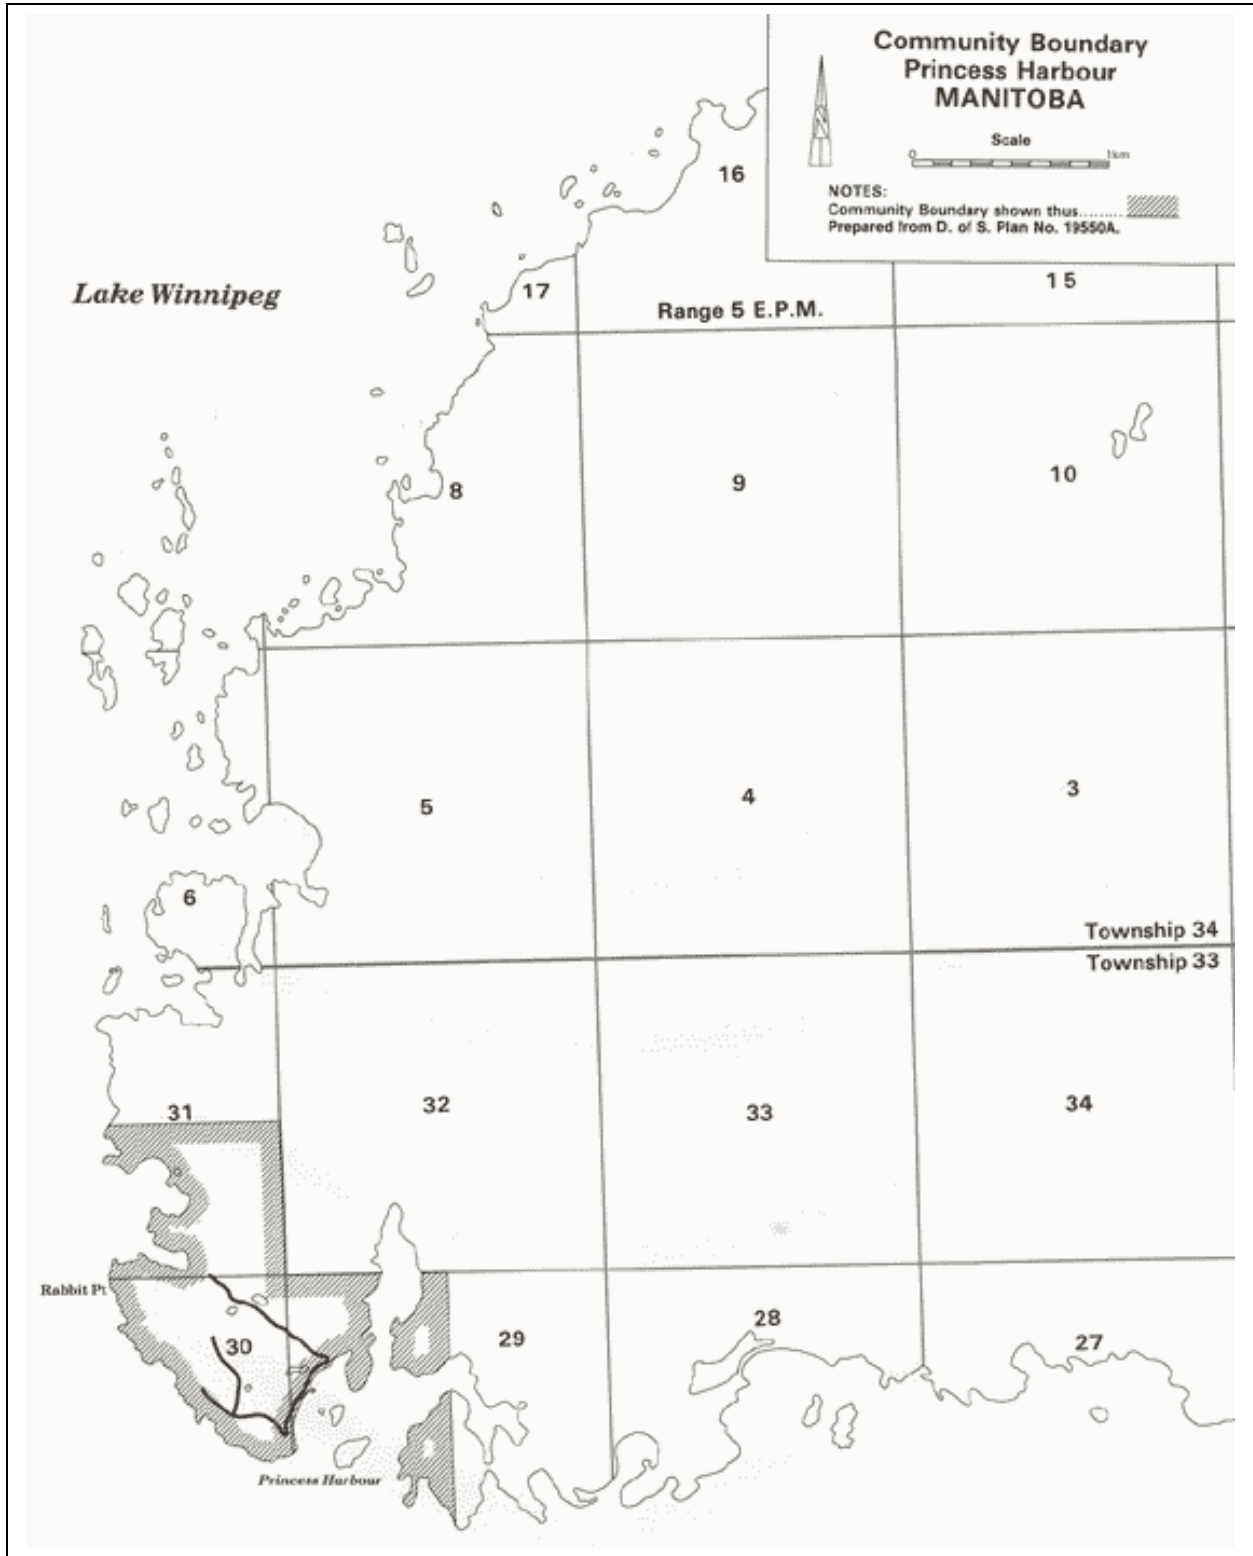 Community Boundary
Princess Harbour
MANITOBA
Scale
0 1km
NOTES:
Community Boundary shown thus.........
Prepared from D. of S. Plan No. 19550A.
16
Lake Winnipeg
17
15
Range 5 E.P.M.
8
9
10
5
4
3
6
Township 34
Township 33
31
32
33
34
Rabbit Pt
30
29
28
27
Princess Harbour